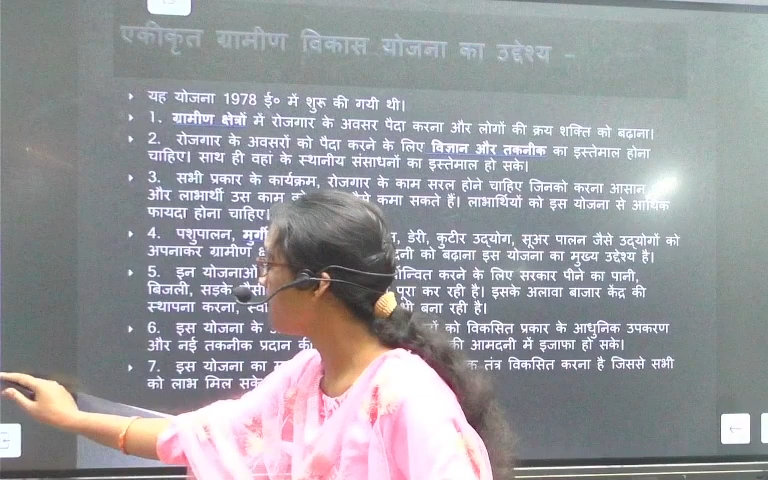 एकीकृत ग्रामीण विकास योजना का उद्देश्य –
यह योजना 1978 ई० में शुरू की गयी थी।
1. ग्रामीण क्षेत्रों में रोजगार के अवसर पैदा करना और लोगों की क्रय शक्ति को बढ़ाना।
2. रोजगार के अवसरों को पैदा करने के लिए विज्ञान और तकनीक का इस्तेमाल होना
चाहिए। साथ ही वहां के स्थानीय संसाधनों का इस्तेमाल हो सके।
3. सभी प्रकार के कार्यक्रम, रोजगार के काम सरल होने चाहिए जिनको करना आसान
और लाभार्थी उस काम को पैसे कमा सकते हैं। लाभार्थियों को इस योजना से आर्थिक
फायदा होना चाहिए।
4. पशुपालन, डेरी, कुटीर उद्योग, सूअर पालन जैसे उद्योगों को
अपनाकर ग्रामीण को बढ़ाना इस योजना का मुख्य उद्देश्य है।
5. इन योजनाओं करने के लिए सरकार पीने का पानी,
बिजली, सड़के पूरा कर रही है। इसके अलावा बाजार केंद्र की
स्थापना करना, भी बना रही है।
6. इस योजना के को विकसित प्रकार के आधुनिक उपकरण
और नई तकनीक प्रदान की आमदनी में इजाफा हो सके।
7. इस योजना का तंत्र विकसित करना है जिससे सभी
को लाभ मिल सके